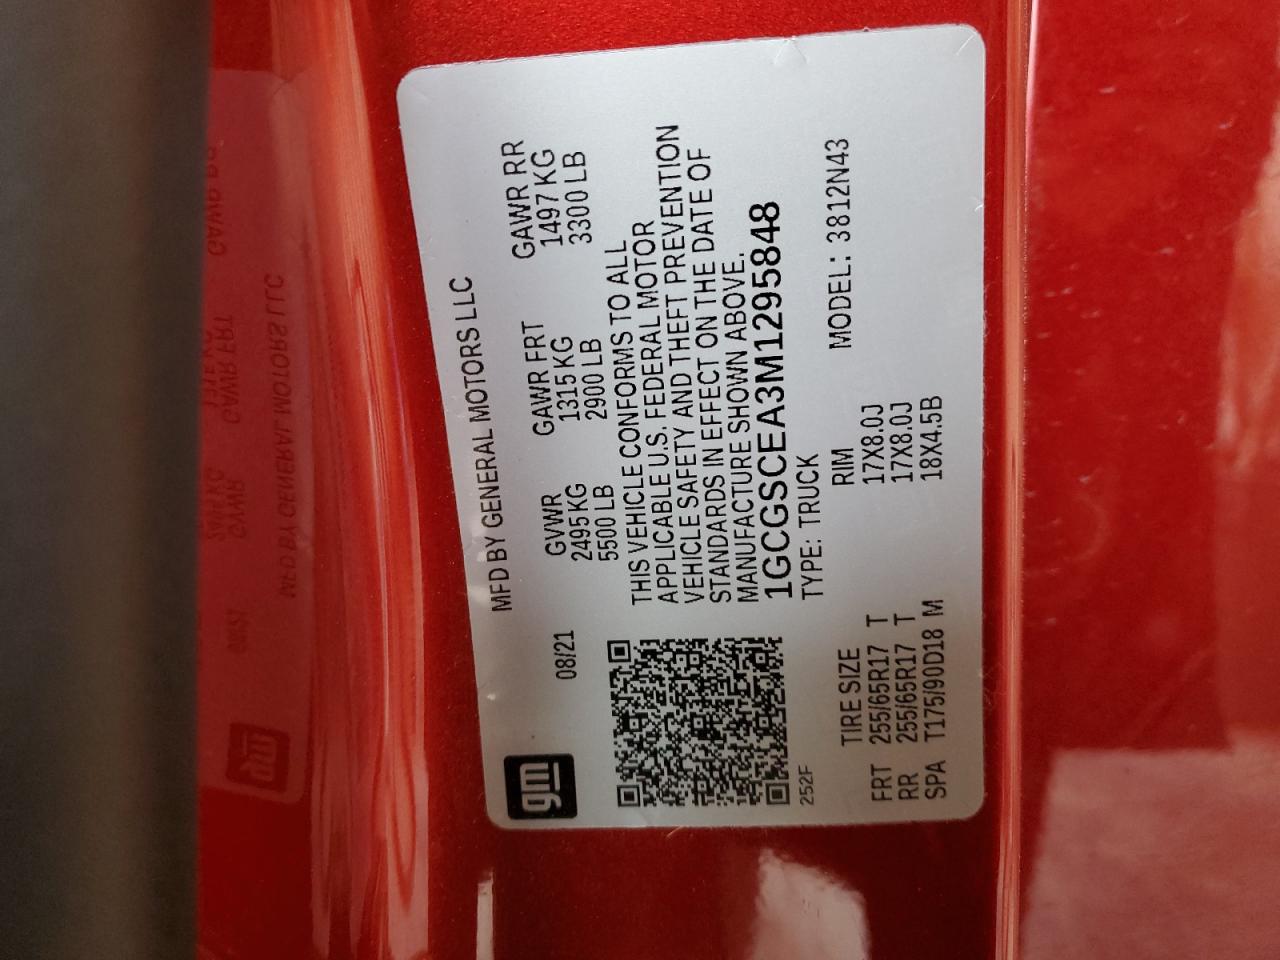 gm
MFD BY GENERAL MOTORS LLC
08/21
GVWR GAWR FRT GAWR RR
2495 KG 1315 KG 1497 KG
5500 LB 2900 LB 3300 LB
THIS VEHICLE CONFORMS TO ALL
APPLICABLE U.S. FEDERAL MOTOR
VEHICLE SAFETY AND THEFT PREVENTION
STANDARDS IN EFFECT ON THE DATE OF
MANUFACTURE SHOWN ABOVE.
1GCGSCEA3M1295848
252F TYPE: TRUCK
TIRE SIZE RIM MODEL: 3812N43
FRT 255/65R17 T 17X8.0J
RR 255/65R17 T 17X8.0J
SPA T175/90D18 M 18X4.5B